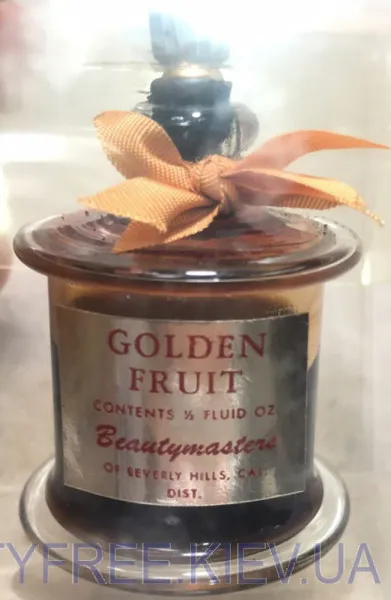 GOLDEN
FRUIT
CONTENTS ½ FLUID OZ
Beautymasters
OF BEVERLY HILLS, CAL.
DIST.
TYFREE.KIEV.UA